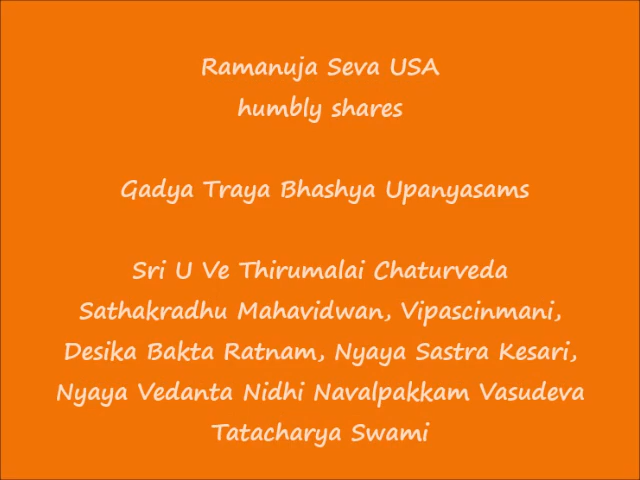 Ramanuja Seva USA
humbly shares
Gadya Traya Bhashya Upanyasams
Sri U Ve Thirumalai Chaturveda
Sathakradhu Mahavidwan, Vipascinmani,
Desika Bakta Ratnam, Nyaya Sastra Kesari,
Nyaya Vedanta Nidhi Navalpakkam Vasudeva
Tatacharya Swami